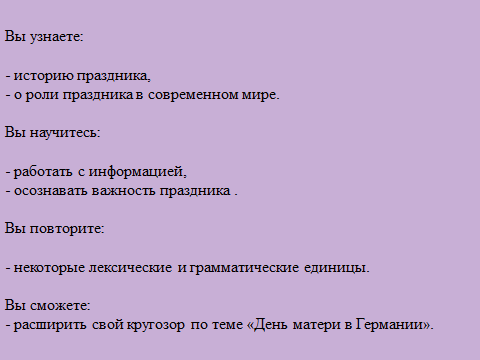 Вы узнаете:
- историю праздника,
- о роли праздника в современном мире.
Вы научитесь:
- работать с информацией,
- осознавать важность праздника .
Вы повторите:
- некоторые лексические и грамматические единицы.
Вы сможете:
- расширить свой кругозор по теме «День матери в Германии».